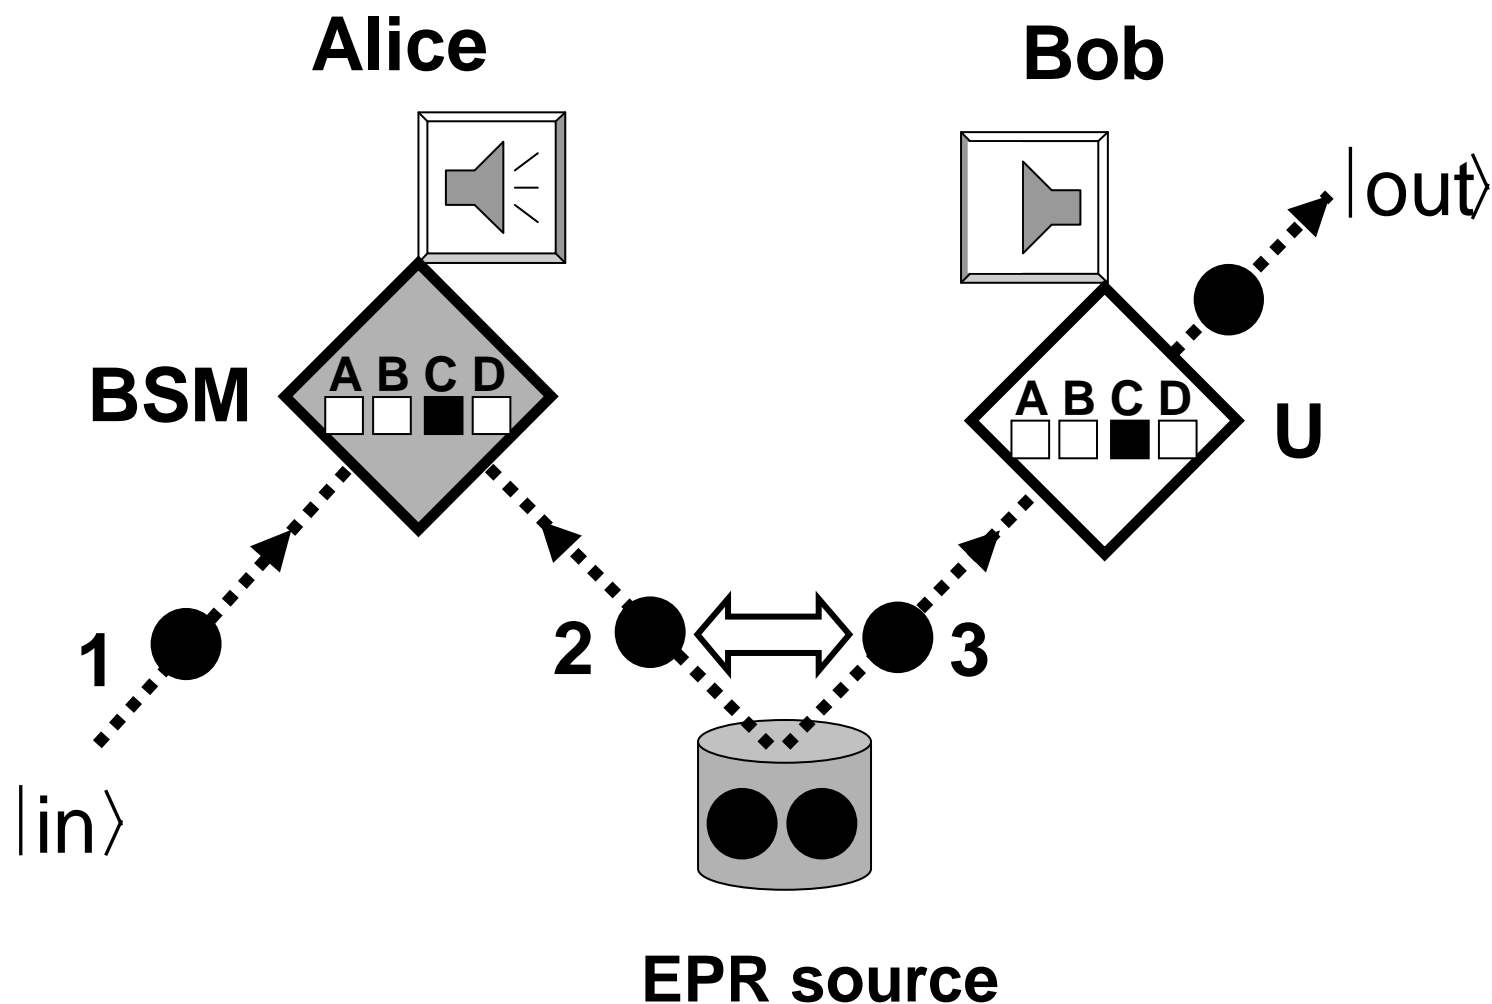 Alice
Bob
|out⟩
BSM
A B C D
A B C D
U
1
2
3
|in⟩
EPR source